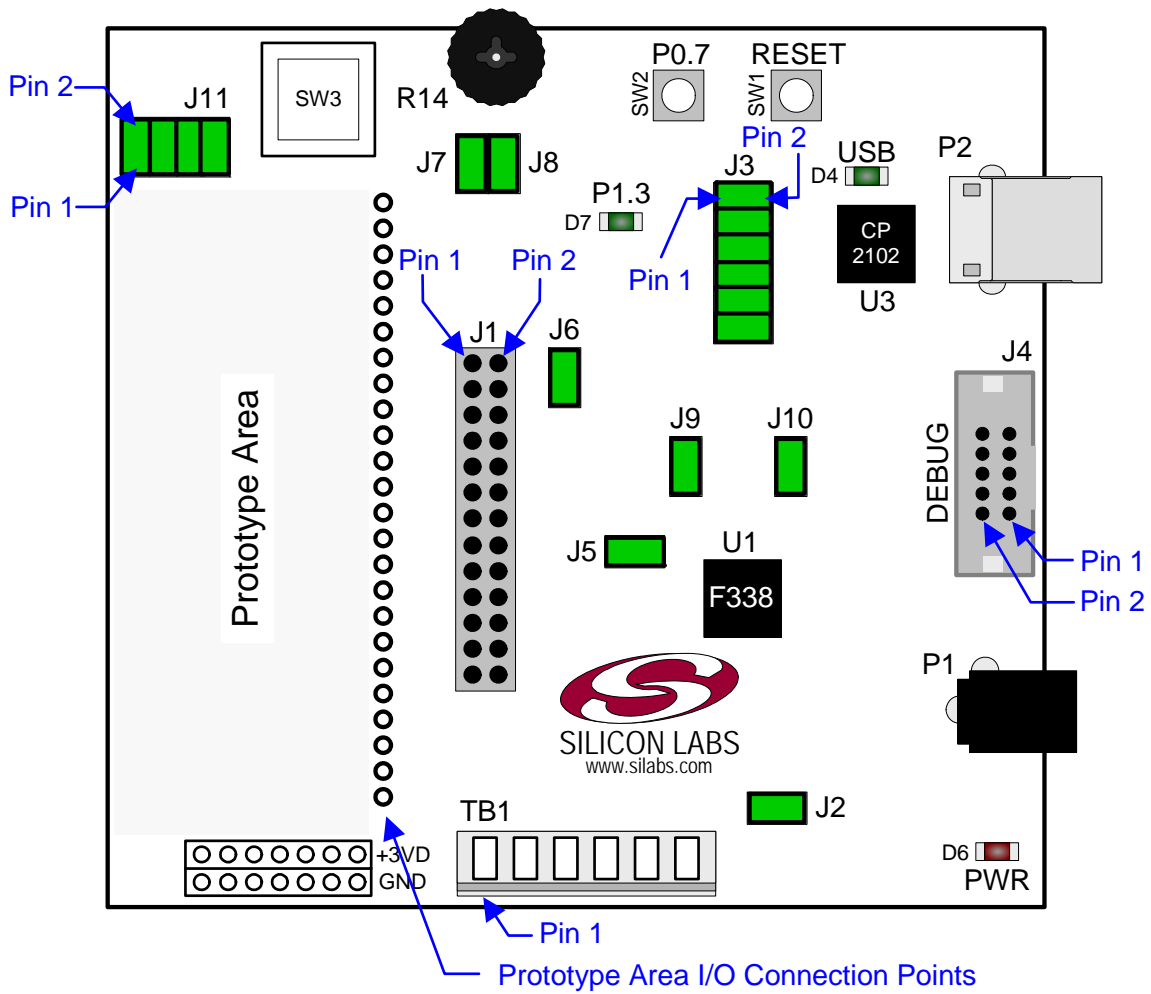 P0.7
RESET
Pin 2
J11
SW3
R14
SW2
SW1
Pin 2
J7
J8
J3
USB
P2
D4
Pin 1
P1.3
D7
CP
2102
Pin 1
Pin 2
Pin 1
U3
J1
J6
J4
Prototype Area
J9
J10
DEBUG
J5
U1
Pin 1
F338
Pin 2
P1
SILICON LABS
www.silabs.com
TB1
J2
+3VD
GND
D6
PWR
Pin 1
Prototype Area I/O Connection Points